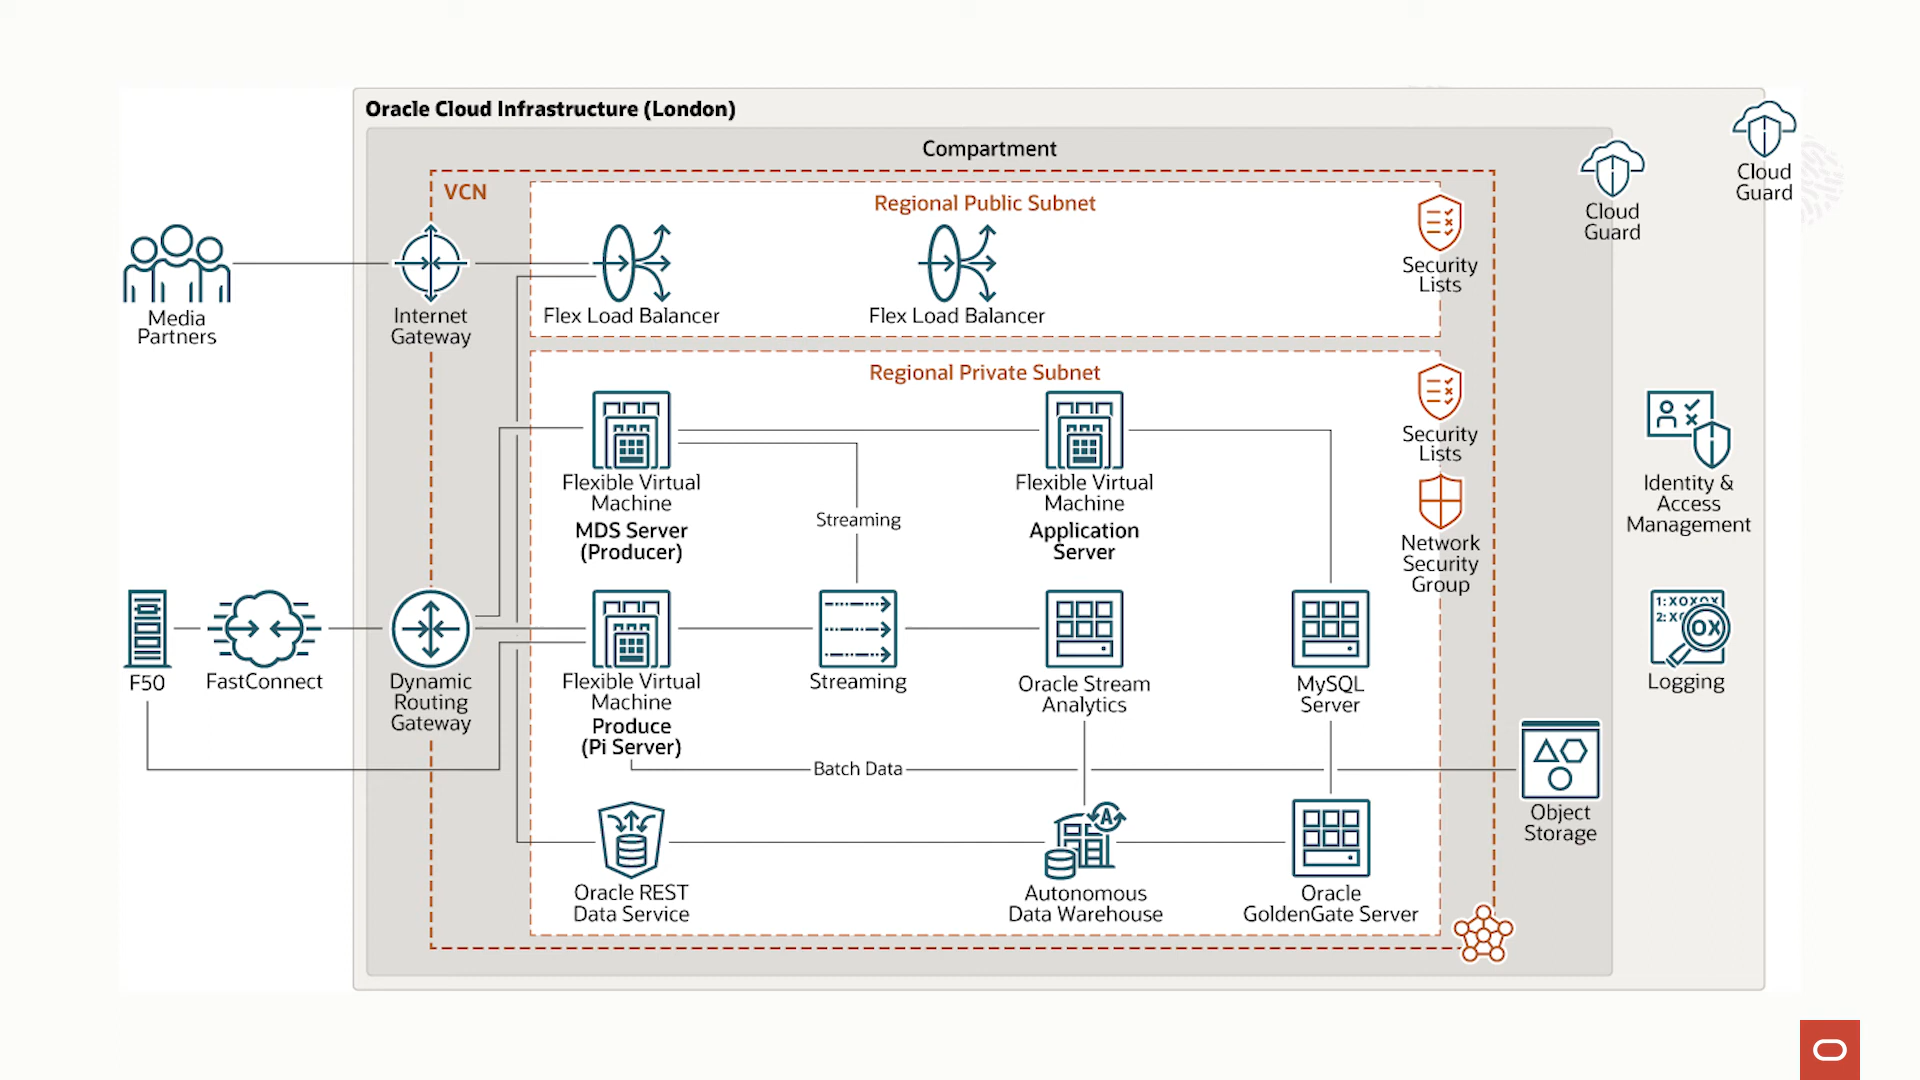 Oracle Cloud Infrastructure (London)
Compartment
Cloud
Guard
Cloud
Guard
VCN
Regional Public Subnet
Security
Lists
Media
Partners
Internet
Gateway
Flex Load Balancer
Flex Load Balancer
Regional Private Subnet
Security
Lists
Flexible Virtual
Machine
MDS Server
(Producer)
Streaming
Flexible Virtual
Machine
Application
Server
Network
Security
Group
Identity &
Access
Management
F50
FastConnect
Dynamic
Routing
Gateway
Flexible Virtual
Machine
Produce
(Pi Server)
Streaming
Oracle Stream
Analytics
MySQL
Server
1:XOXOX
2:X
OX
Logging
Batch Data
Object
Storage
A
Oracle REST
Data Service
Autonomous
Data Warehouse
Oracle
GoldenGate Server